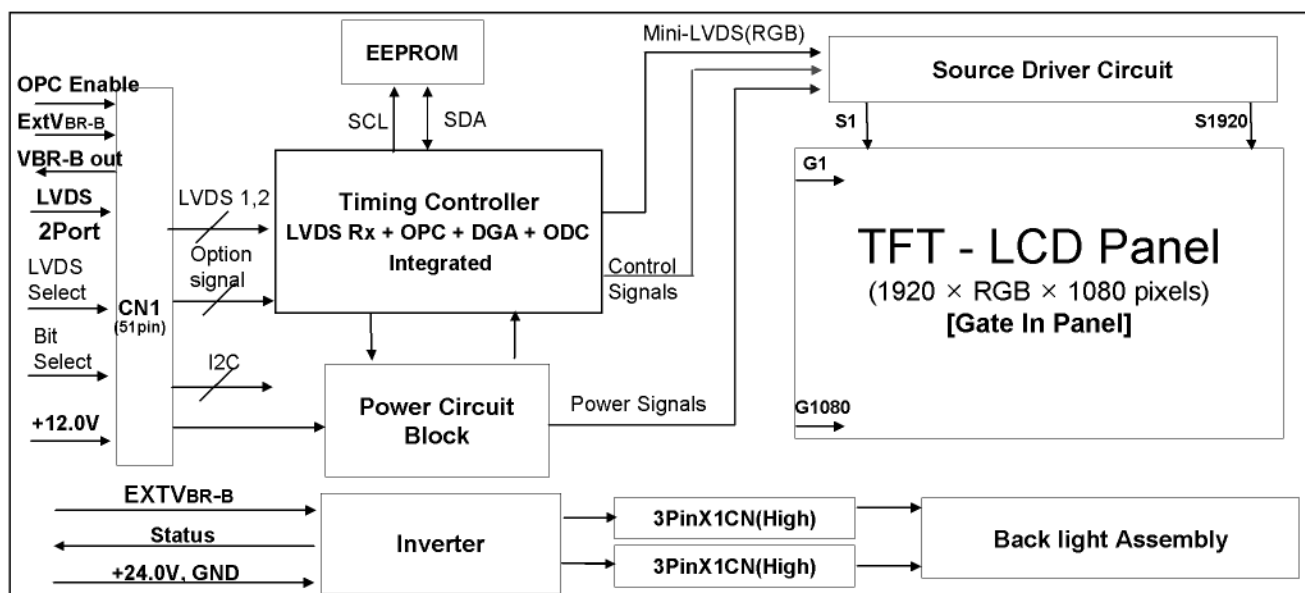 EEPROM
Mini-LVDS(RGB)
Source Driver Circuit
OPC Enable
ExtVBR-B
VBR-B out
LVDS
2Port
LVDS
Select
Bit
Select
+12.0V
CN1
(51pin)
SCL
SDA
LVDS 1,2
Option
signal
I2C
Timing Controller
LVDS Rx + OPC + DGA + ODC
Integrated
Control
Signals
Power Circuit
Block
Power Signals
S1
S1920
G1
TFT - LCD Panel
(1920 × RGB × 1080 pixels)
[Gate In Panel]
G1080
EXTVBR-B
Status
+24.0V, GND
Inverter
3PinX1CN(High)
3PinX1CN(High)
Back light Assembly